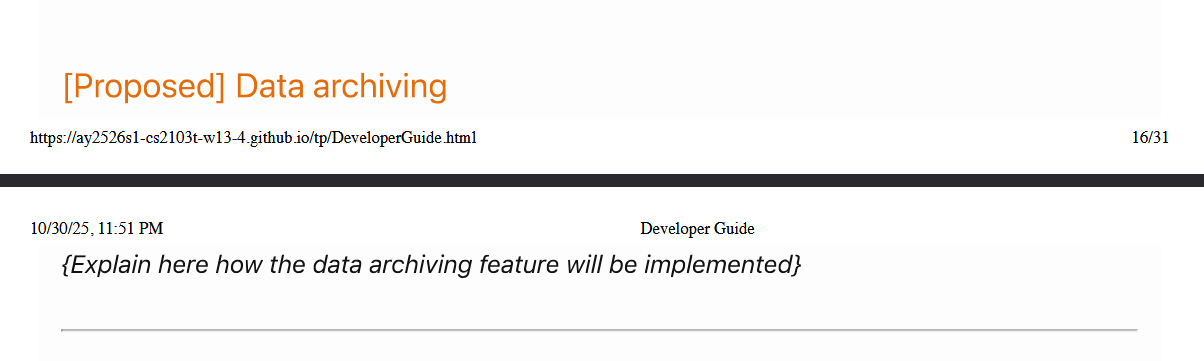 [Proposed] Data archiving
https://ay2526s1-cs2103t-w13-4.github.io/tp/DeveloperGuide.html 16/31
10/30/25, 11:51 PM Developer Guide
{Explain here how the data archiving feature will be implemented}